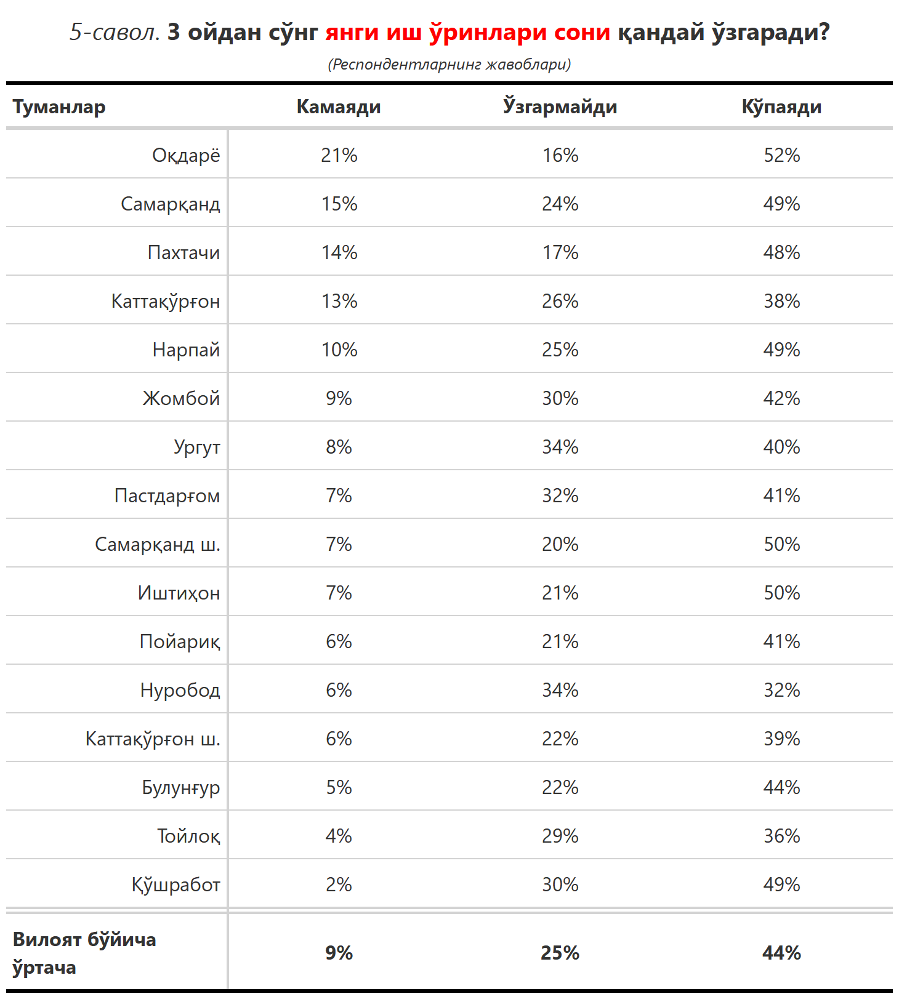 5-савол. 3 ойдан сўнг янги иш ўринлари сони қандай ўзгаради?
(Респондентларнинг жавоблари)
Туманлар Камаяди Ўзгармайди Кўпаяди
Оқдарё 21% 16% 52%
Самарқанд 15% 24% 49%
Пахтачи 14% 17% 48%
Каттақўрғон 13% 26% 38%
Нарпай 10% 25% 49%
Жомбой 9% 30% 42%
Ургут 8% 34% 40%
Пастдарғом 7% 32% 41%
Самарқанд ш. 7% 20% 50%
Иштиҳон 7% 21% 50%
Пойариқ 6% 21% 41%
Нуробод 6% 34% 32%
Каттақўрғон ш. 6% 22% 39%
Булунғур 5% 22% 44%
Тойлоқ 4% 29% 36%
Қўшработ 2% 30% 49%
Вилоят бўйича
ўртача 9% 25% 44%